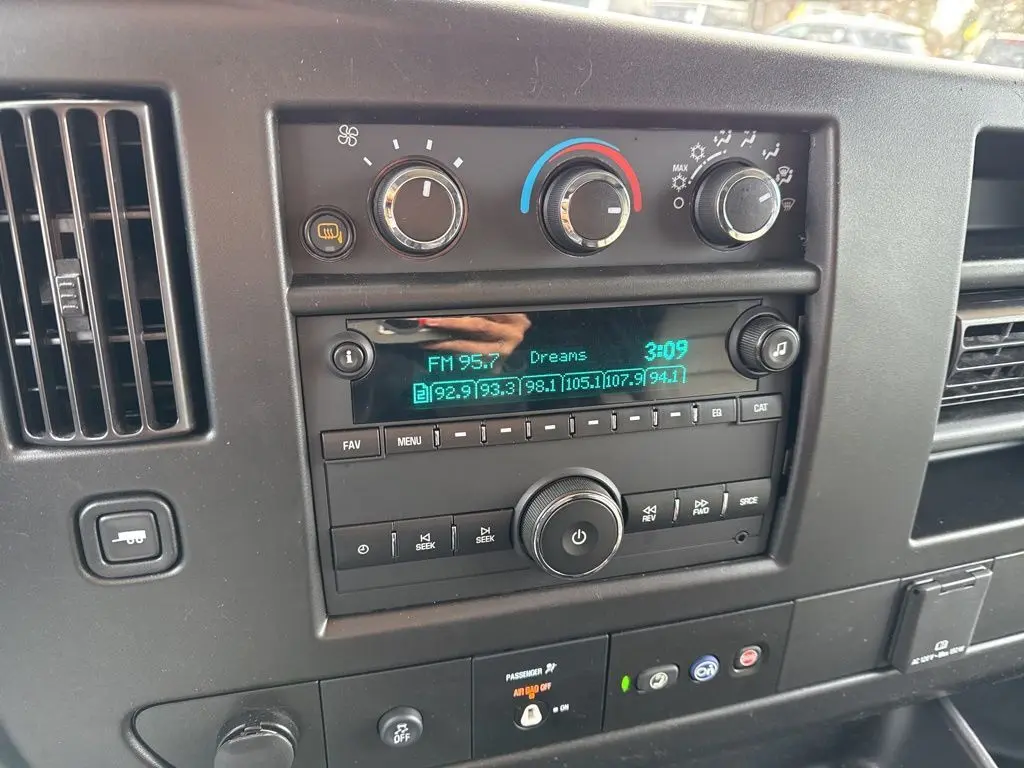 MAX
i
FM 95.7 Dreams 3:09
2 92.9 93.3 98.1 105.1 107.9 94.1
FAV MENU EQ CAT
SEEK SEEK REV FWD SRCE
PASSENGER
AIR BAG OFF
ON
OFF